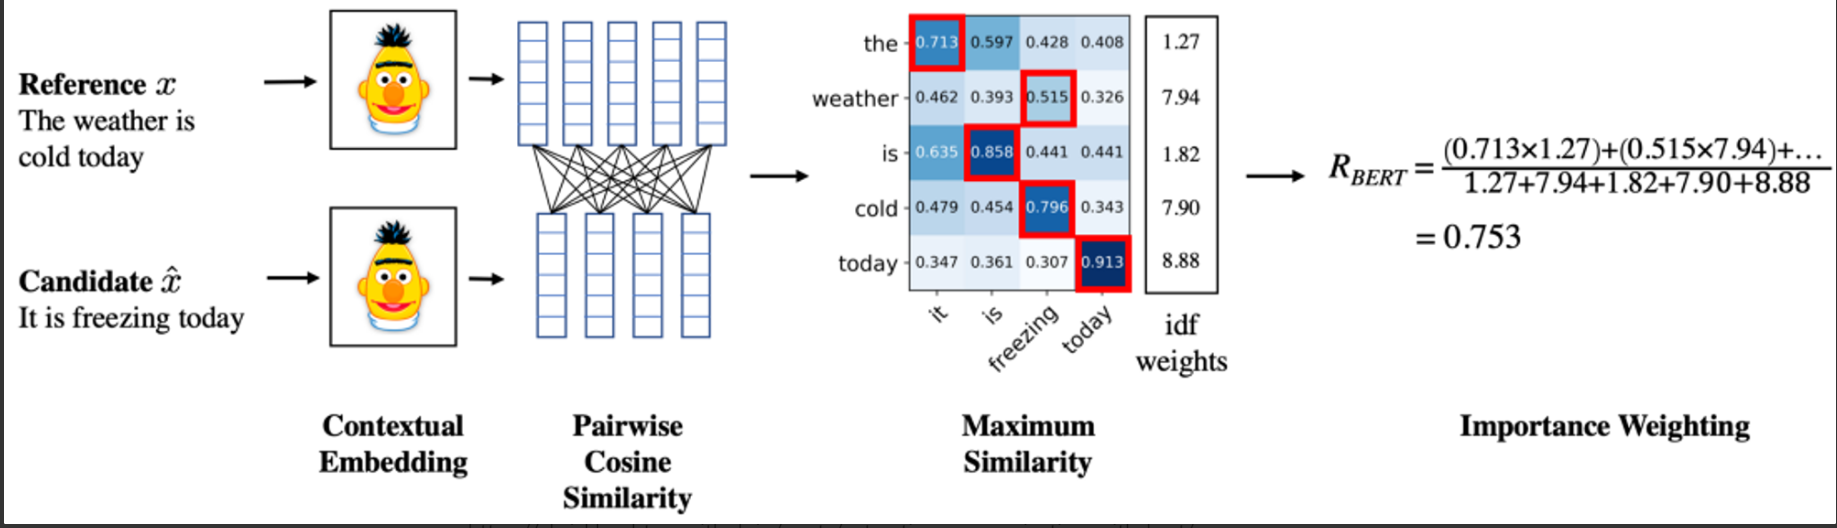 Reference x
The weather is
cold today
Candidate x̂
It is freezing today
Contextual
Embedding
Pairwise
Cosine
Similarity
the 0.713 0.597 0.428 0.408 1.27
weather 0.462 0.393 0.515 0.326 7.94
is 0.635 0.858 0.441 0.441 1.82
cold 0.479 0.454 0.796 0.343 7.90
today 0.347 0.361 0.307 0.913 8.88
it is freezing today
idf
weights
Maximum
Similarity
(0.713×1.27)+(0.515×7.94)+...
R_BERT =
1.27+7.94+1.82+7.90+8.88
= 0.753
Importance Weighting